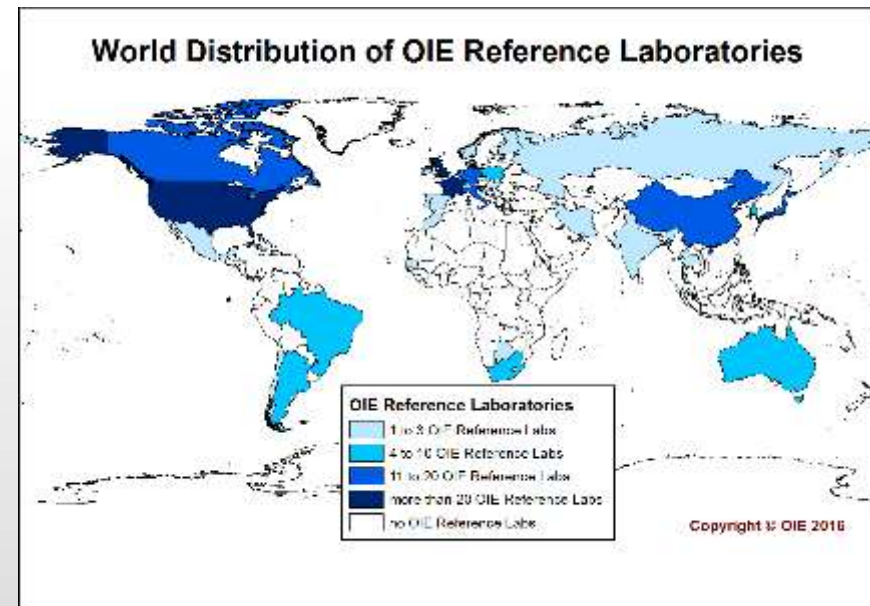 World Distribution of OIE Reference Laboratories
OIE Reference Laboratories
1 to 3 OIE Reference Labs
4 to 10 OIE Reference Labs
11 to 20 OIE Reference Labs
more than 20 OIE Reference Labs
no OIE Reference Labs
Copyright © OIE 2016